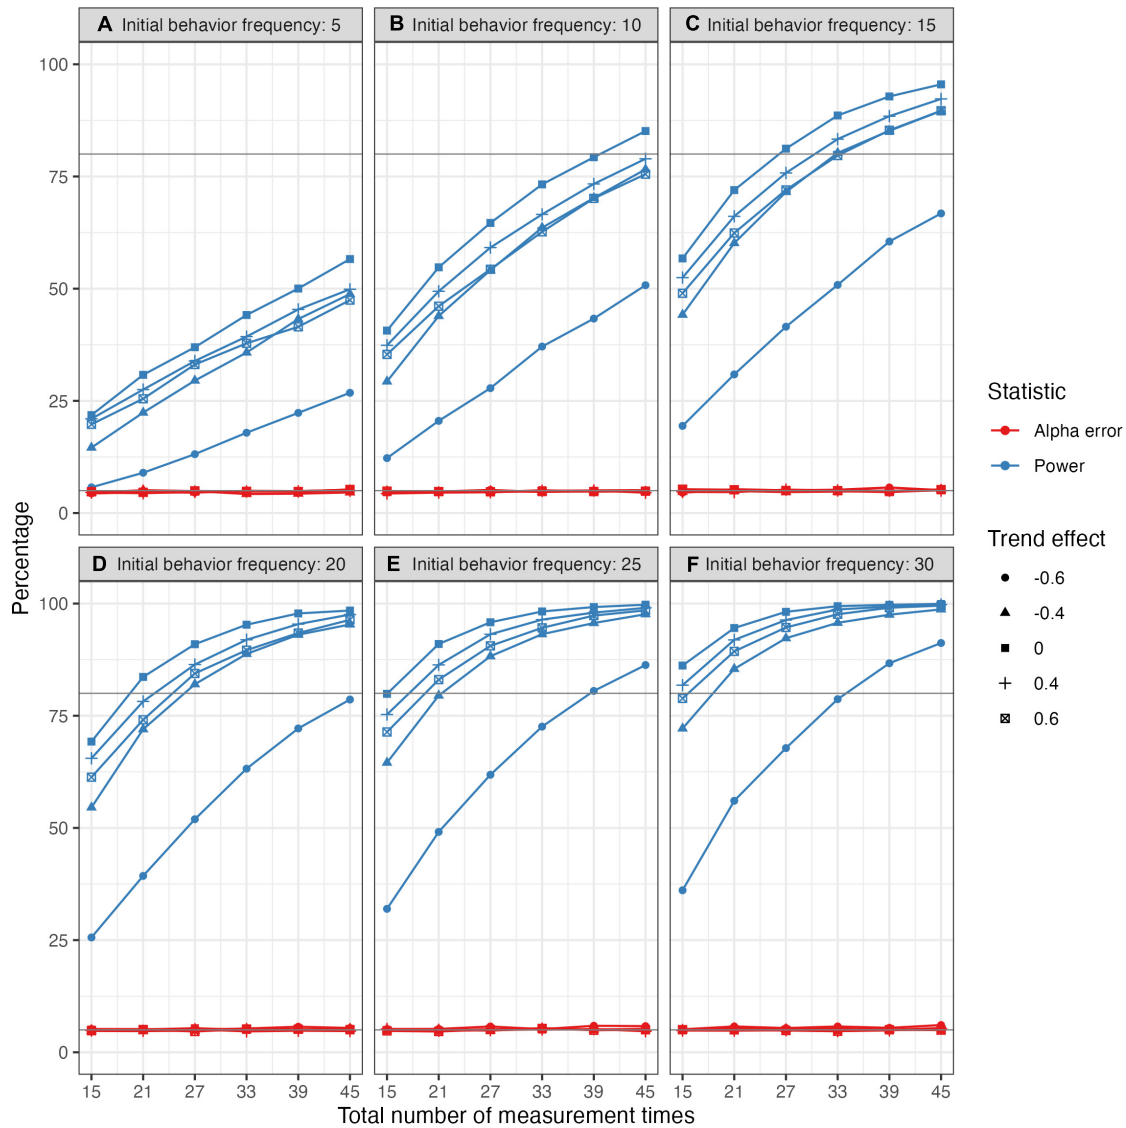 A Initial behavior frequency: 5
B Initial behavior frequency: 10
C Initial behavior frequency: 15
100
75
50
25
0
D Initial behavior frequency: 20
E Initial behavior frequency: 25
F Initial behavior frequency: 30
100
75
50
25
0
15 21 27 33 39 45
15 21 27 33 39 45
15 21 27 33 39 45
Total number of measurement times
Percentage
Statistic
Alpha error
Power
Trend effect
-0.6
-0.4
0
0.4
0.6